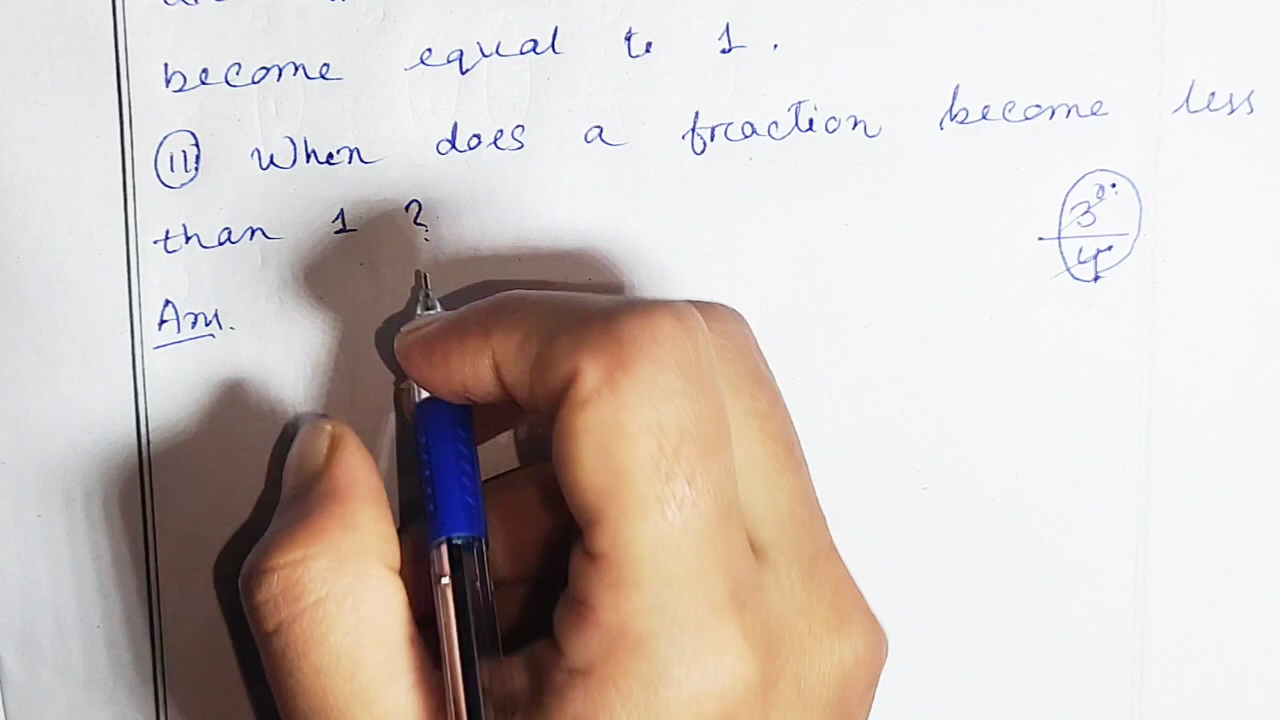 become equal to 1.
(ii) When does a fraction become less
than 1 ?
Ans.
3
4